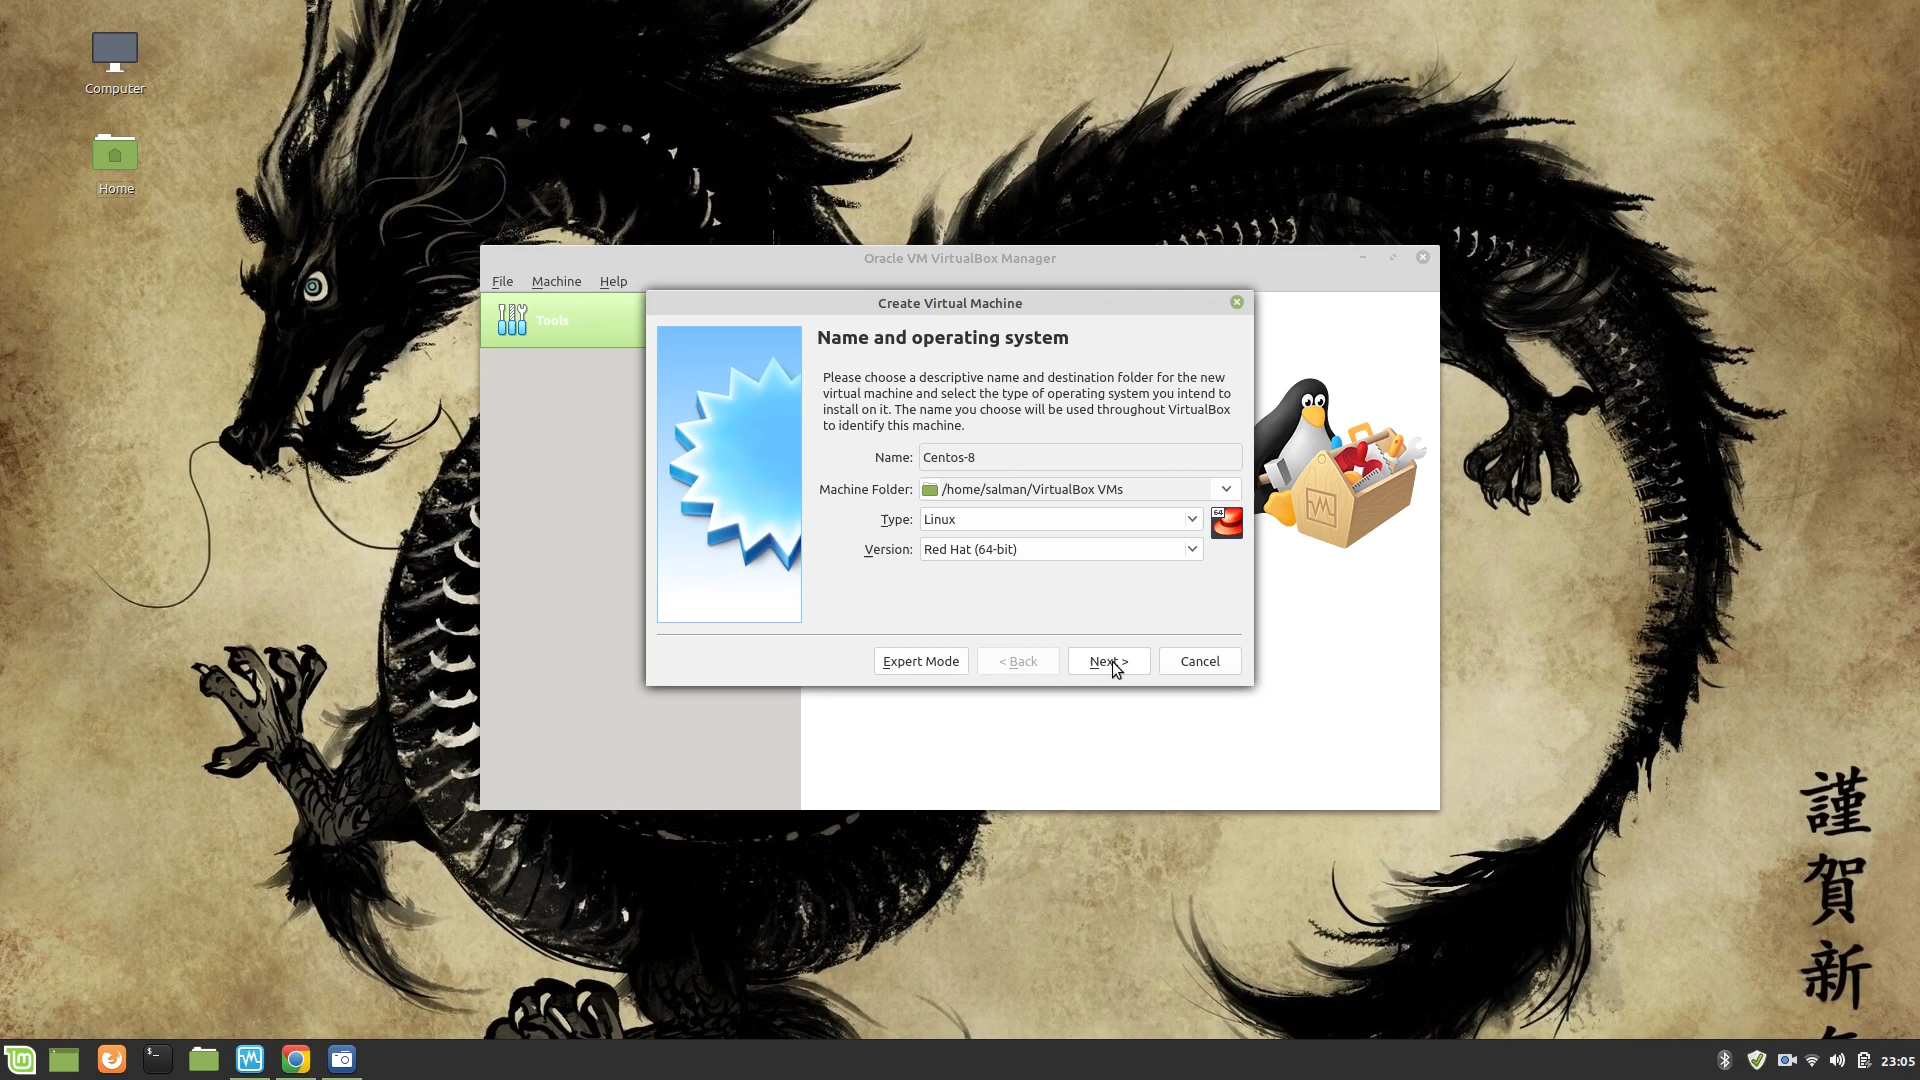 Computer
Home
Oracle VM VirtualBox Manager
File Machine Help
Tools
Create Virtual Machine
Name and operating system
Please choose a descriptive name and destination folder for the new
virtual machine and select the type of operating system you intend to
install on it. The name you choose will be used throughout VirtualBox
to identify this machine.
Name: Centos-8
Machine Folder: /home/salman/VirtualBox VMs
Type: Linux
64
Version: Red Hat (64-bit)
Expert Mode < Back Next > Cancel
謹
賀
新
$_
23:05